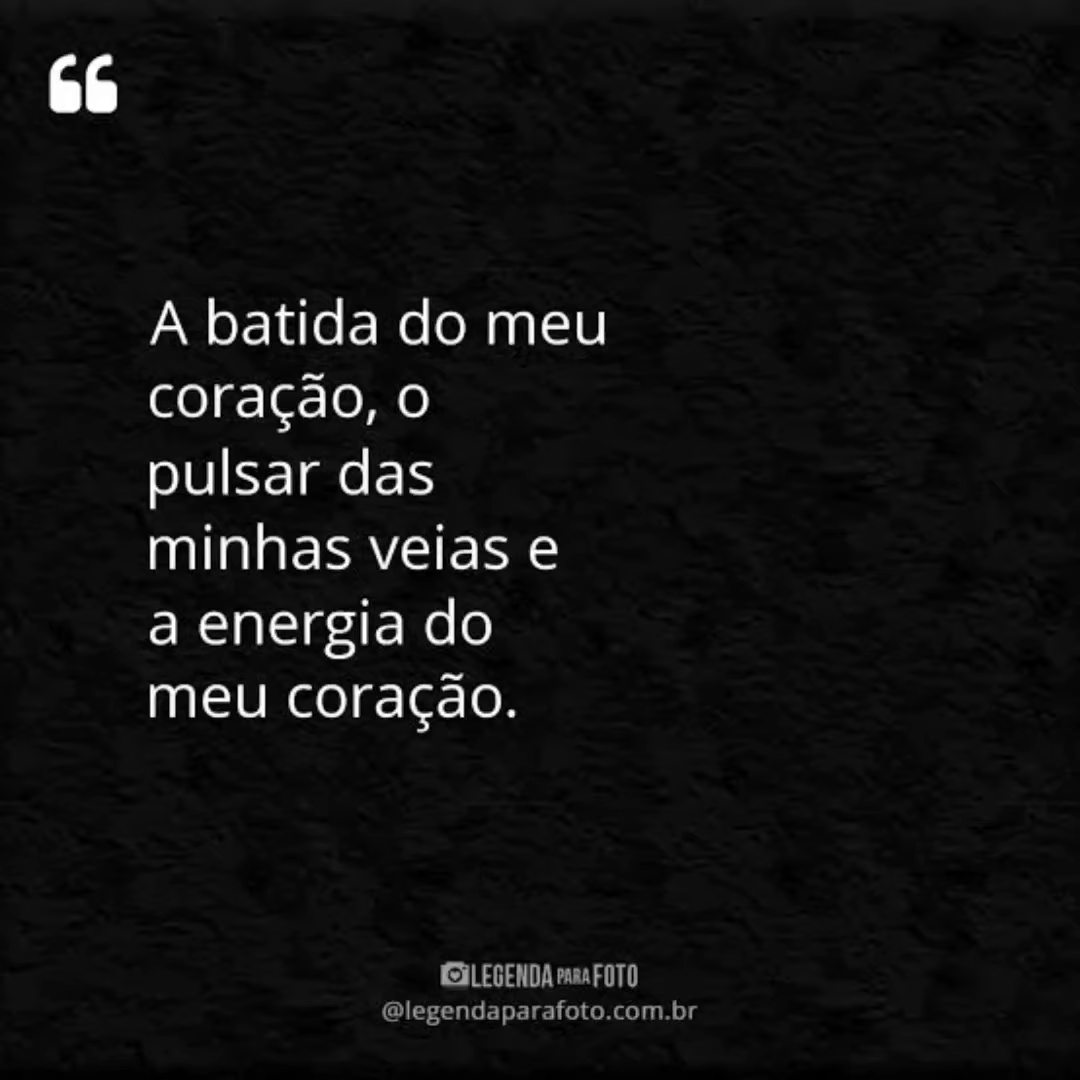 “
A batida do meu
coração, o
pulsar das
minhas veias e
a energia do
meu coração.
LEGENDA PARA FOTO
@legendaparafoto.com.br